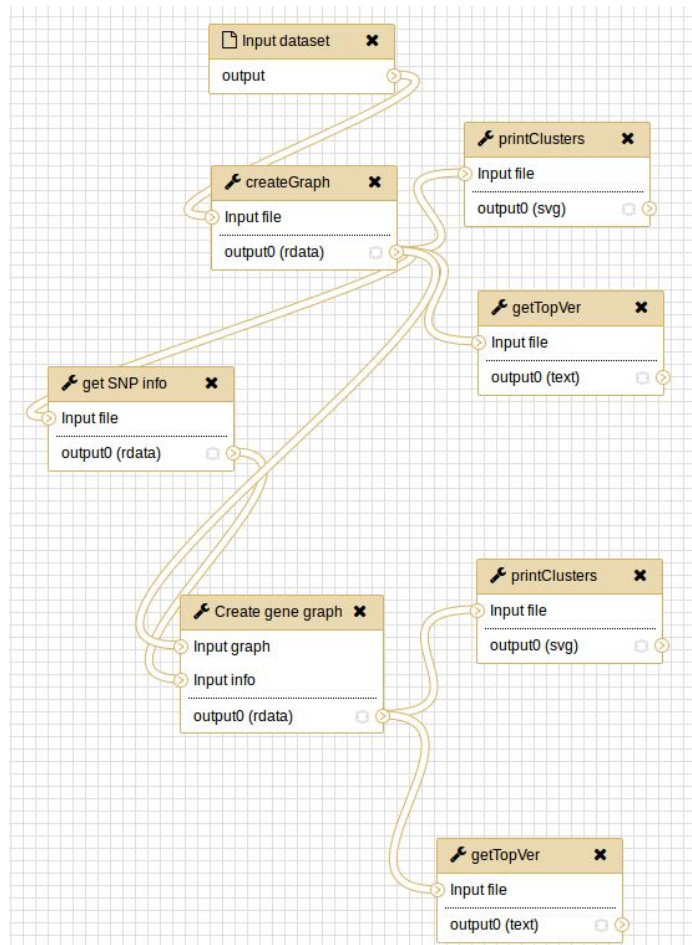 Input dataset
output
printClusters
Input file
output0 (svg)
createGraph
Input file
output0 (rdata)
getTopVer
Input file
output0 (text)
get SNP info
Input file
output0 (rdata)
printClusters
Input file
output0 (svg)
Create gene graph
Input graph
Input info
output0 (rdata)
getTopVer
Input file
output0 (text)